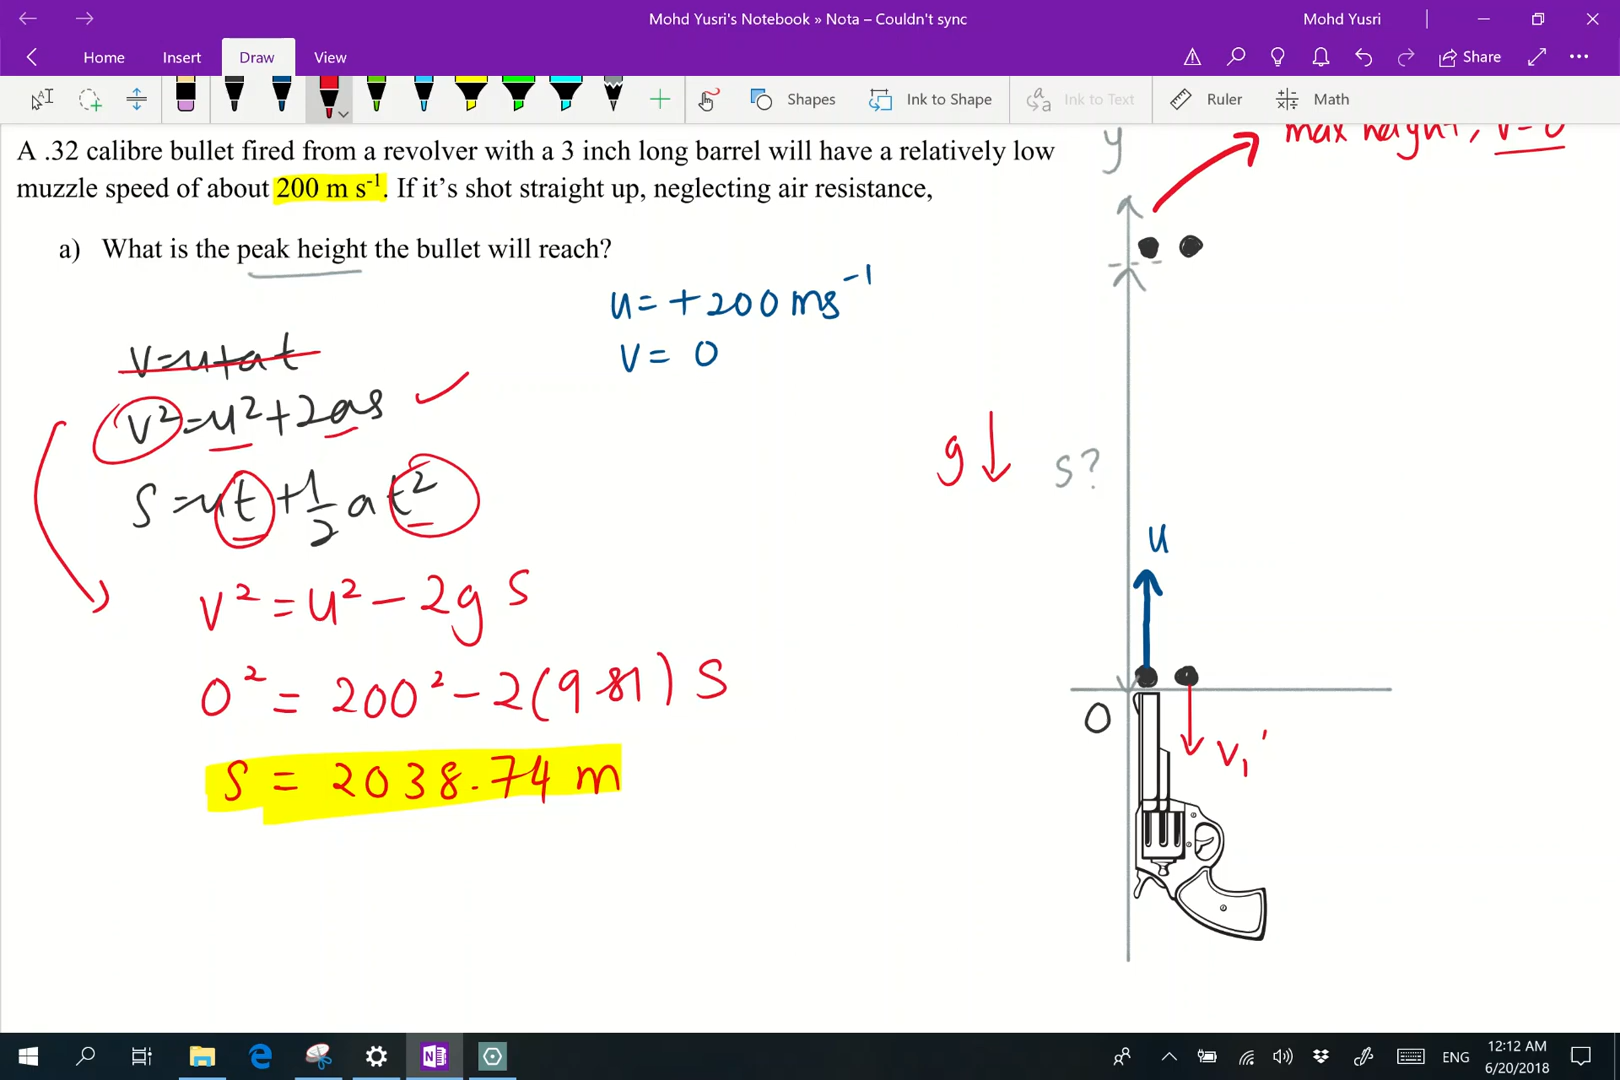 Mohd Yusri's Notebook » Nota – Couldn't sync
Mohd Yusri
Home Insert Draw View
Share
Shapes
Ink to Shape
Ink to Text
Ruler
Math
A .32 calibre bullet fired from a revolver with a 3 inch long barrel will have a relatively low
muzzle speed of about 200 m s⁻¹. If it's shot straight up, neglecting air resistance,
a) What is the peak height the bullet will reach?
max height, v=0
y
u= +200 ms⁻¹
v= 0
v=u+at
v²=u²+2as
s=ut+1/2 at²
g
s?
u
v²=u²-2gs
0²= 200²-2(9.81)s
0
v₁'
s = 2038.74 m
ENG
12:12 AM
6/20/2018